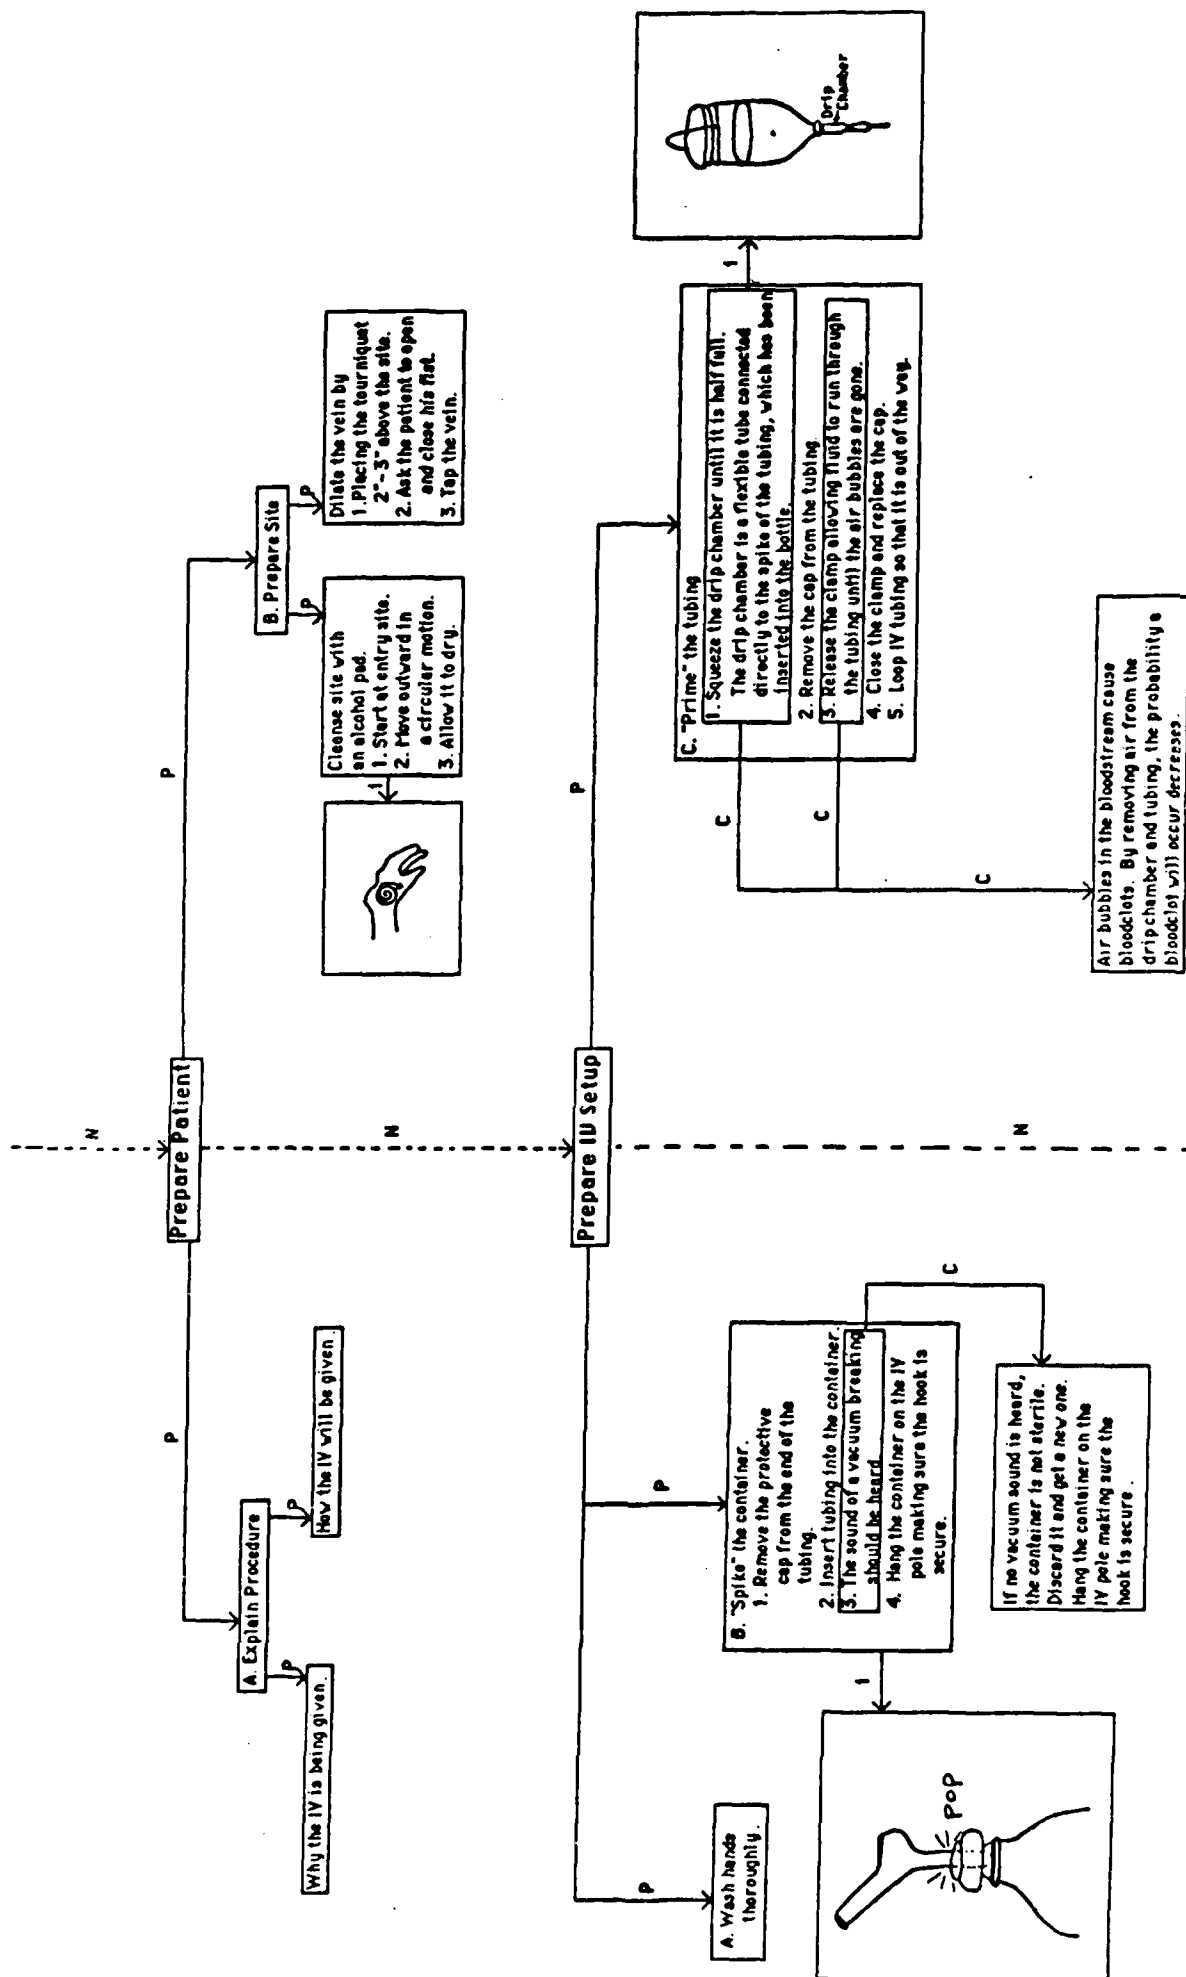 N
Prepare Patient
P
P
A. Explain Procedure
P
P
Why the IV is being given.
How the IV will be given.
B. Prepare Site
P
P
Cleanse site with
an alcohol pad.
1. Start at entry site.
2. Move outward in
a circular motion.
3. Allow it to dry.
1
Dilate the vein by
1. Placing the tourniquet
2"-3" above the site.
2. Ask the patient to open
and close his fist.
3. Tap the vein.
N
Prepare IV Setup
P
P
P
A. Wash hands
thoroughly.
B. "Spike" the container.
1. Remove the protective
cap from the end of the
tubing.
2. Insert tubing into the container.
3. The sound of a vacuum breaking
should be heard.
4. Hang the container on the IV
pole making sure the hook is
secure.
1
POP
C
If no vacuum sound is heard,
the container is not sterile.
Discard it and get a new one.
Hang the container on the
IV pole making sure the
hook is secure.
C. "Prime" the tubing
1. Squeeze the drip chamber until it is half full.
The drip chamber is a flexible tube connected
directly to the spike of the tubing, which has been
inserted into the bottle.
2. Remove the cap from the tubing.
3. Release the clamp allowing fluid to run through
the tubing until the air bubbles are gone.
4. Close the clamp and replace the cap.
5. Loop IV tubing so that it is out of the way.
1
Drip
Chamber
C
C
C
Air bubbles in the bloodstream cause
bloodclots. By removing air from the
dripchamber and tubing, the probability a
bloodclot will occur decreases.
N